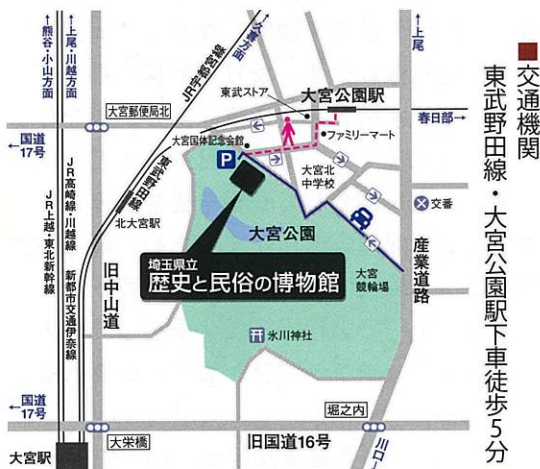 ■交通機関
東武野田線・大宮公園駅下車徒歩5分
←上尾・川越方面
←熊谷・小山方面
JR宇都宮線
→久喜方面
↑上尾
東武ストア
大宮公園駅
春日部→
大宮郵便局北
←国道
17号
大宮国体記念会館
ファミリーマート
P
大宮北
中学校
交番
東武野田線
北大宮駅
JR高崎線・川越線
新都市交通伊奈線
JR上越・東北新幹線
旧中山道
大宮公園
埼玉県立
歴史と民俗の博物館
大宮
競輪場
産業道路
氷川神社
←国道
17号
堀之内
大宮駅
大栄橋
旧国道16号
川口